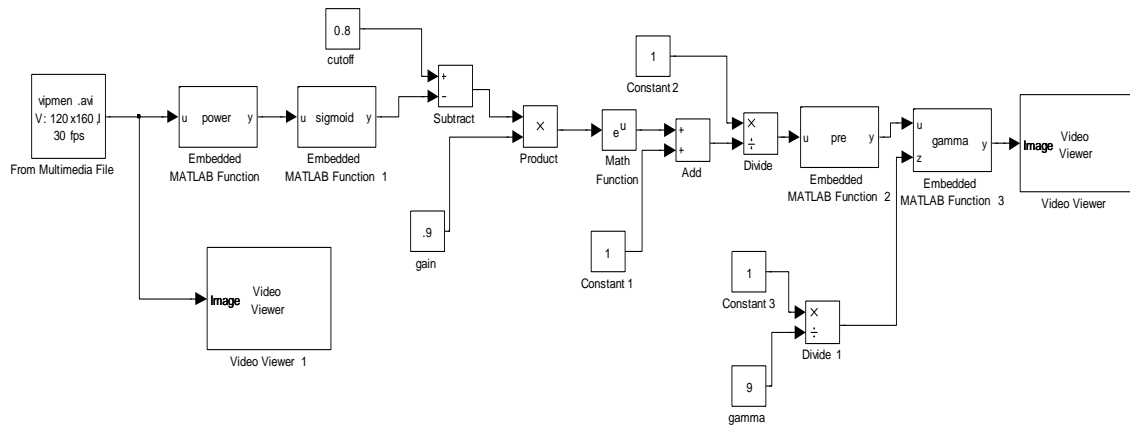 vipmen .avi
V: 120 x160 ,I
30 fps
From Multimedia File
u power y
Embedded
MATLAB Function
u sigmoid y
Embedded
MATLAB Function 1
0.8
cutoff
+
−
Subtract
.9
gain
×
Product
e^u
Math
Function
1
Constant 1
+
+
Add
1
Constant 2
×
÷
Divide
u pre y
Embedded
MATLAB Function 2
u
z
gamma y
Embedded
MATLAB Function 3
Image
Video
Viewer
Video Viewer
Image
Video
Viewer
Video Viewer 1
1
Constant 3
×
÷
Divide 1
9
gamma